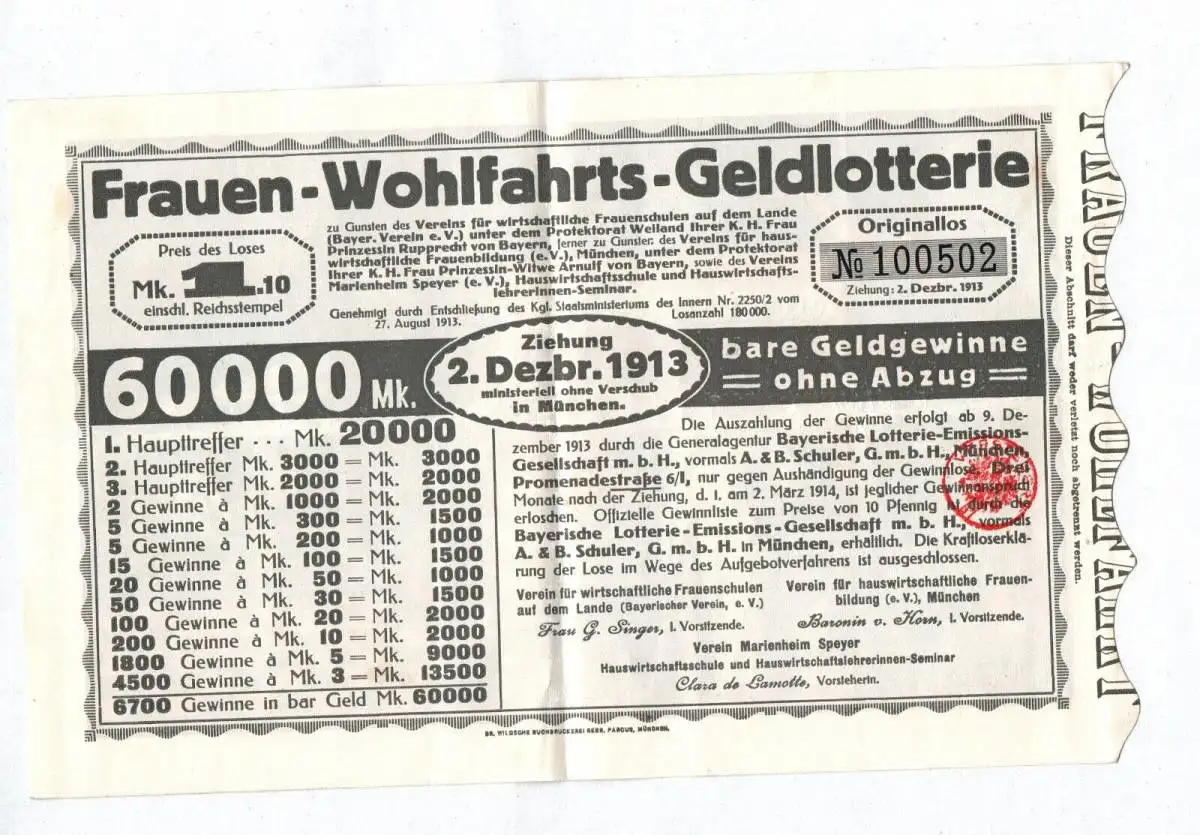 Frauen-Wohlfahrts-Geldlotterie
Preis des Loses
Mk. 1.10
einschl. Reichsstempel
zu Gunsten des Vereins für wirtschaftliche Frauenschulen auf dem Lande
(Bayer. Verein e. V.) unter dem Protektorat Weiland Ihrer K. H. Frau
Prinzessin Rupprecht von Bayern, ferner zu Gunsten des Vereins für haus-
wirtschaftliche Frauenbildung (e. V.), München, unter dem Protektorat
Ihrer K. H. Frau Prinzessin-Witwe Arnulf von Bayern, sowie des Vereins
Marienheim Speyer (e. V.), Hauswirtschaftsschule und Hauswirtschafts-
lehrerinnen-Seminar.
Genehmigt durch Entschließung des Kgl. Staatsministeriums des Innern Nr. 2250/2 vom
27. August 1913. Losanzahl 180000.
Originallos
No 100502
Ziehung: 2. Dezbr. 1913
60000 Mk.
Ziehung
2. Dezbr. 1913
ministeriell ohne Verschub
in München.
bare Geldgewinne
= ohne Abzug =
1. Haupttreffer ... Mk. 20000
2. Haupttreffer Mk. 3000 = Mk. 3000
3. Haupttreffer Mk. 2000 = Mk. 2000
2 Gewinne à Mk. 1000 = Mk. 2000
5 Gewinne à Mk. 300 = Mk. 1500
5 Gewinne à Mk. 200 = Mk. 1000
15 Gewinne à Mk. 100 = Mk. 1500
20 Gewinne à Mk. 50 = Mk. 1000
50 Gewinne à Mk. 30 = Mk. 1500
100 Gewinne à Mk. 20 = Mk. 2000
200 Gewinne à Mk. 10 = Mk. 2000
1800 Gewinne à Mk. 5 = Mk. 9000
4500 Gewinne à Mk. 3 = Mk. 13500
6700 Gewinne in bar Geld Mk. 60000
Die Auszahlung der Gewinne erfolgt ab 9. De-
zember 1913 durch die Generalagentur Bayerische Lotterie-Emissions-
Gesellschaft m. b. H., vormals A. & B. Schuler, G. m. b. H., München,
Promenadestraße 6/I, nur gegen Aushändigung der Gewinnlose. Drei
Monate nach der Ziehung, d. i. am 2. März 1914, ist jeglicher Gewinnanspruch
erloschen. Offizielle Gewinnliste zum Preise von 10 Pfennig ist durch die
Bayerische Lotterie-Emissions-Gesellschaft m. b. H., vormals
A. & B. Schuler, G. m. b. H. in München, erhältlich. Die Kraftloserklä-
rung der Lose im Wege des Aufgebotverfahrens ist ausgeschlossen.
Verein für wirtschaftliche Frauenschulen
auf dem Lande (Bayerischer Verein, e. V.)
Frau G. Singer, I. Vorsitzende.
Verein für hauswirtschaftliche Frauen-
bildung (e. V.), München
Baronin v. Horn, I. Vorsitzende.
Verein Marienheim Speyer
Hauswirtschaftsschule und Hauswirtschaftslehrerinnen-Seminar
Clara de Lamotte, Vorsteherin.
Dieser Abschnitt darf weder verletzt noch abgetrennt werden.